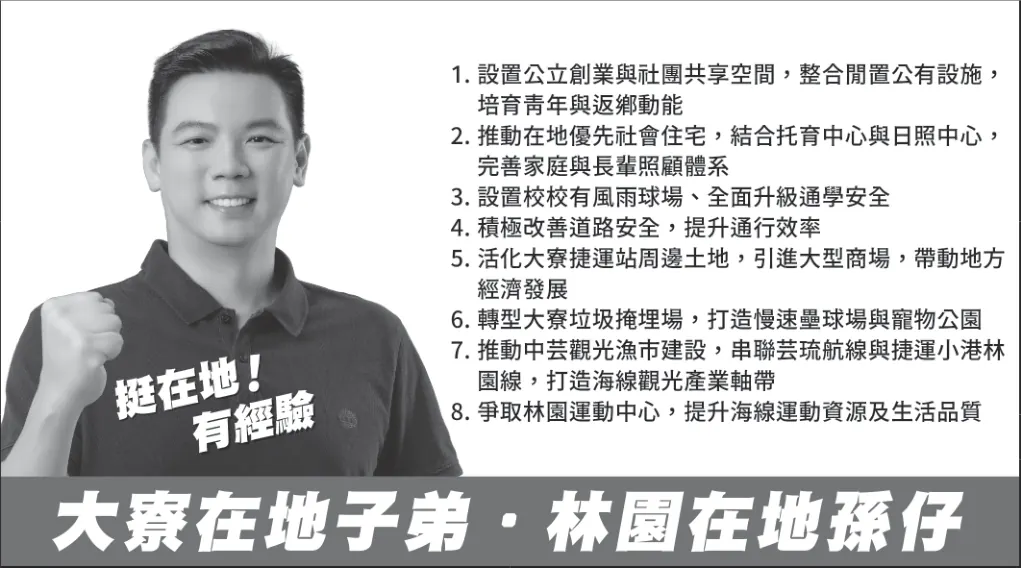 1. 設置公立創業與社團共享空間，整合閒置公有設施，
培育青年與返鄉動能
2. 推動在地優先社會住宅，結合托育中心與日照中心，
完善家庭與長輩照顧體系
3. 設置校校有風雨球場、全面升級通學安全
4. 積極改善道路安全，提升通行效率
5. 活化大寮捷運站周邊土地，引進大型商場，帶動地方
經濟發展
6. 轉型大寮垃圾掩埋場，打造慢速壘球場與寵物公園
7. 推動中芸觀光漁市建設，串聯芸琉航線與捷運小港林
園線，打造海線觀光產業軸帶
8. 爭取林園運動中心，提升海線運動資源及生活品質
挺在地！
有經驗
大寮在地子弟・林園在地孫仔